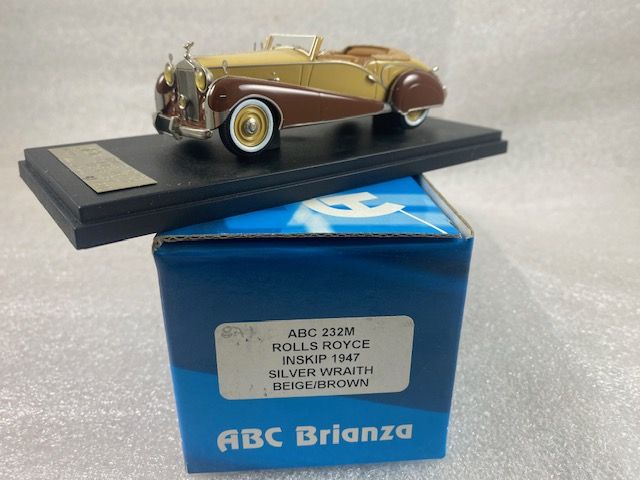 ABC 232M
ROLLS ROYCE
INSKIP 1947
SILVER WRAITH
BEIGE/BROWN
ABC Brianza